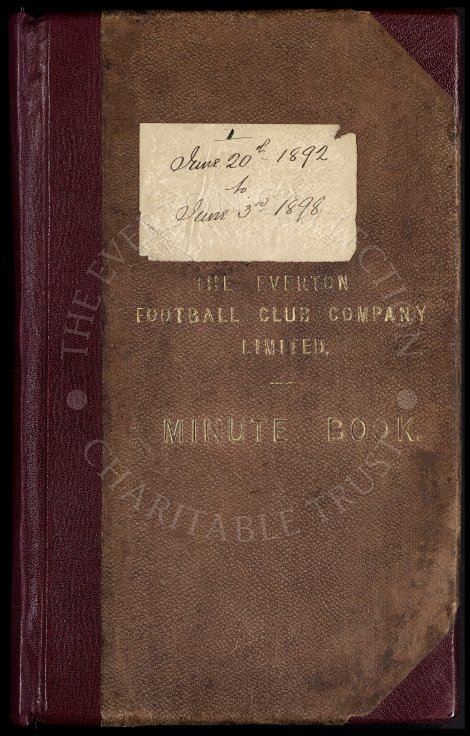 1
June 20th 1892
to
June 3rd 1898
THE EVERTON
FOOTBALL CLUB COMPANY
LIMITED.
MINUTE BOOK.
THE EVERTON COLLECTION
CHARITABLE TRUST